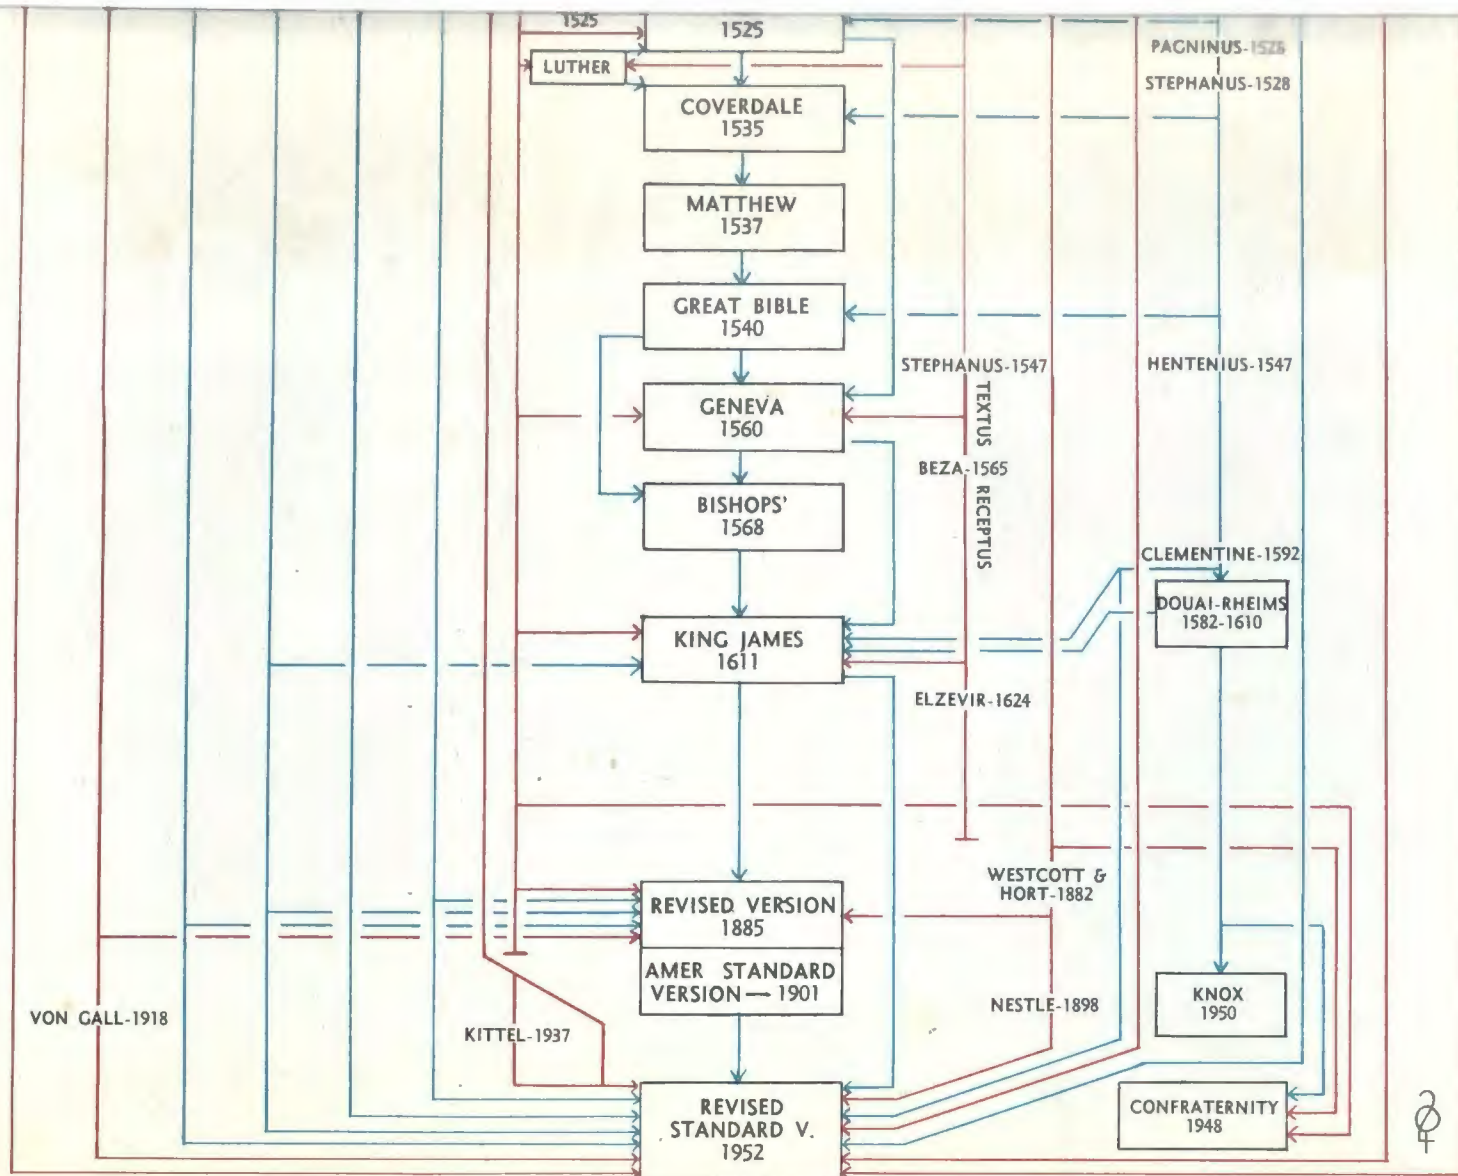 1525
1525
PAGNINUS-1528
LUTHER
STEPHANUS-1528
COVERDALE
1535
MATTHEW
1537
GREAT BIBLE
1540
STEPHANUS-1547
HENTENIUS-1547
TEXTUS RECEPTUS
GENEVA
1560
BEZA-1565
BISHOPS'
1568
CLEMENTINE-1592
DOUAI-RHEIMS
1582-1610
KING JAMES
1611
ELZEVIR-1624
WESTCOTT &
HORT-1882
REVISED VERSION
1885
AMER STANDARD
VERSION — 1901
KNOX
1950
NESTLE-1898
VON GALL-1918
KITTEL-1937
REVISED
STANDARD V.
1952
CONFRATERNITY
1948